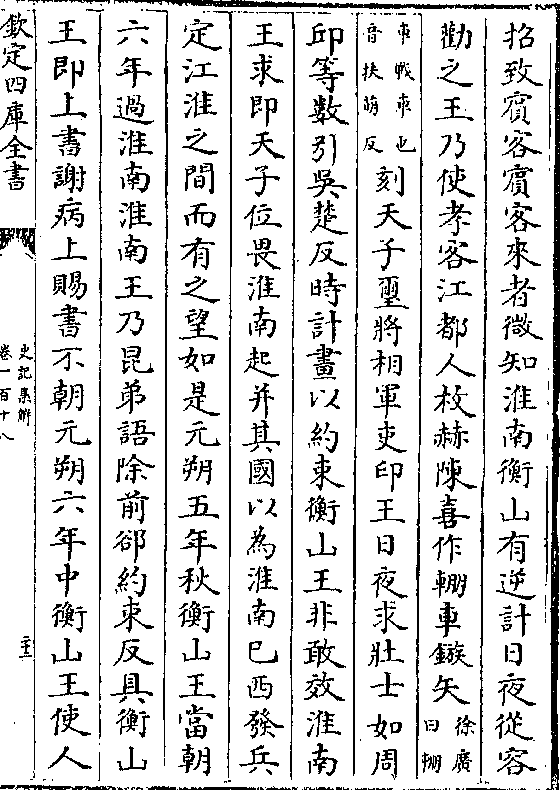 招致賓客賓客來者微知淮南衡山有逆計日夜從容
勸之王乃使孝客江都人枚赫陳喜作輣車鏃矢徐廣曰輣
車戰車也音扶萌反刻天子璽將相軍吏印王日夜求壯士如周
邱等數引吳楚反時計畫以約束衡山王非敢效淮南
王求即天子位畏淮南起并其國以為淮南已西發兵
定江淮之間而有之望如是元朔五年秋衡山王當朝
六年過淮南淮南王乃昆弟語除前郤約束反具衡山
王即上書謝病上賜書不朝元朔六年中衡山王使人
欽定四庫全書
史記集解
卷一百十八